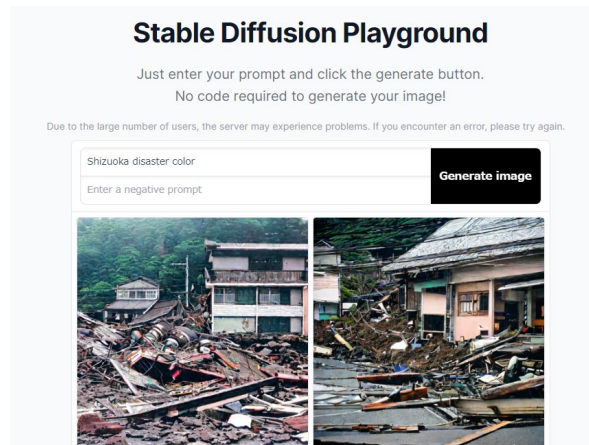 Stable Diffusion Playground
Just enter your prompt and click the generate button.
No code required to generate your image!
Due to the large number of users, the server may experience problems. If you encounter an error, please try again.
Shizuoka disaster color
Enter a negative prompt
Generate image